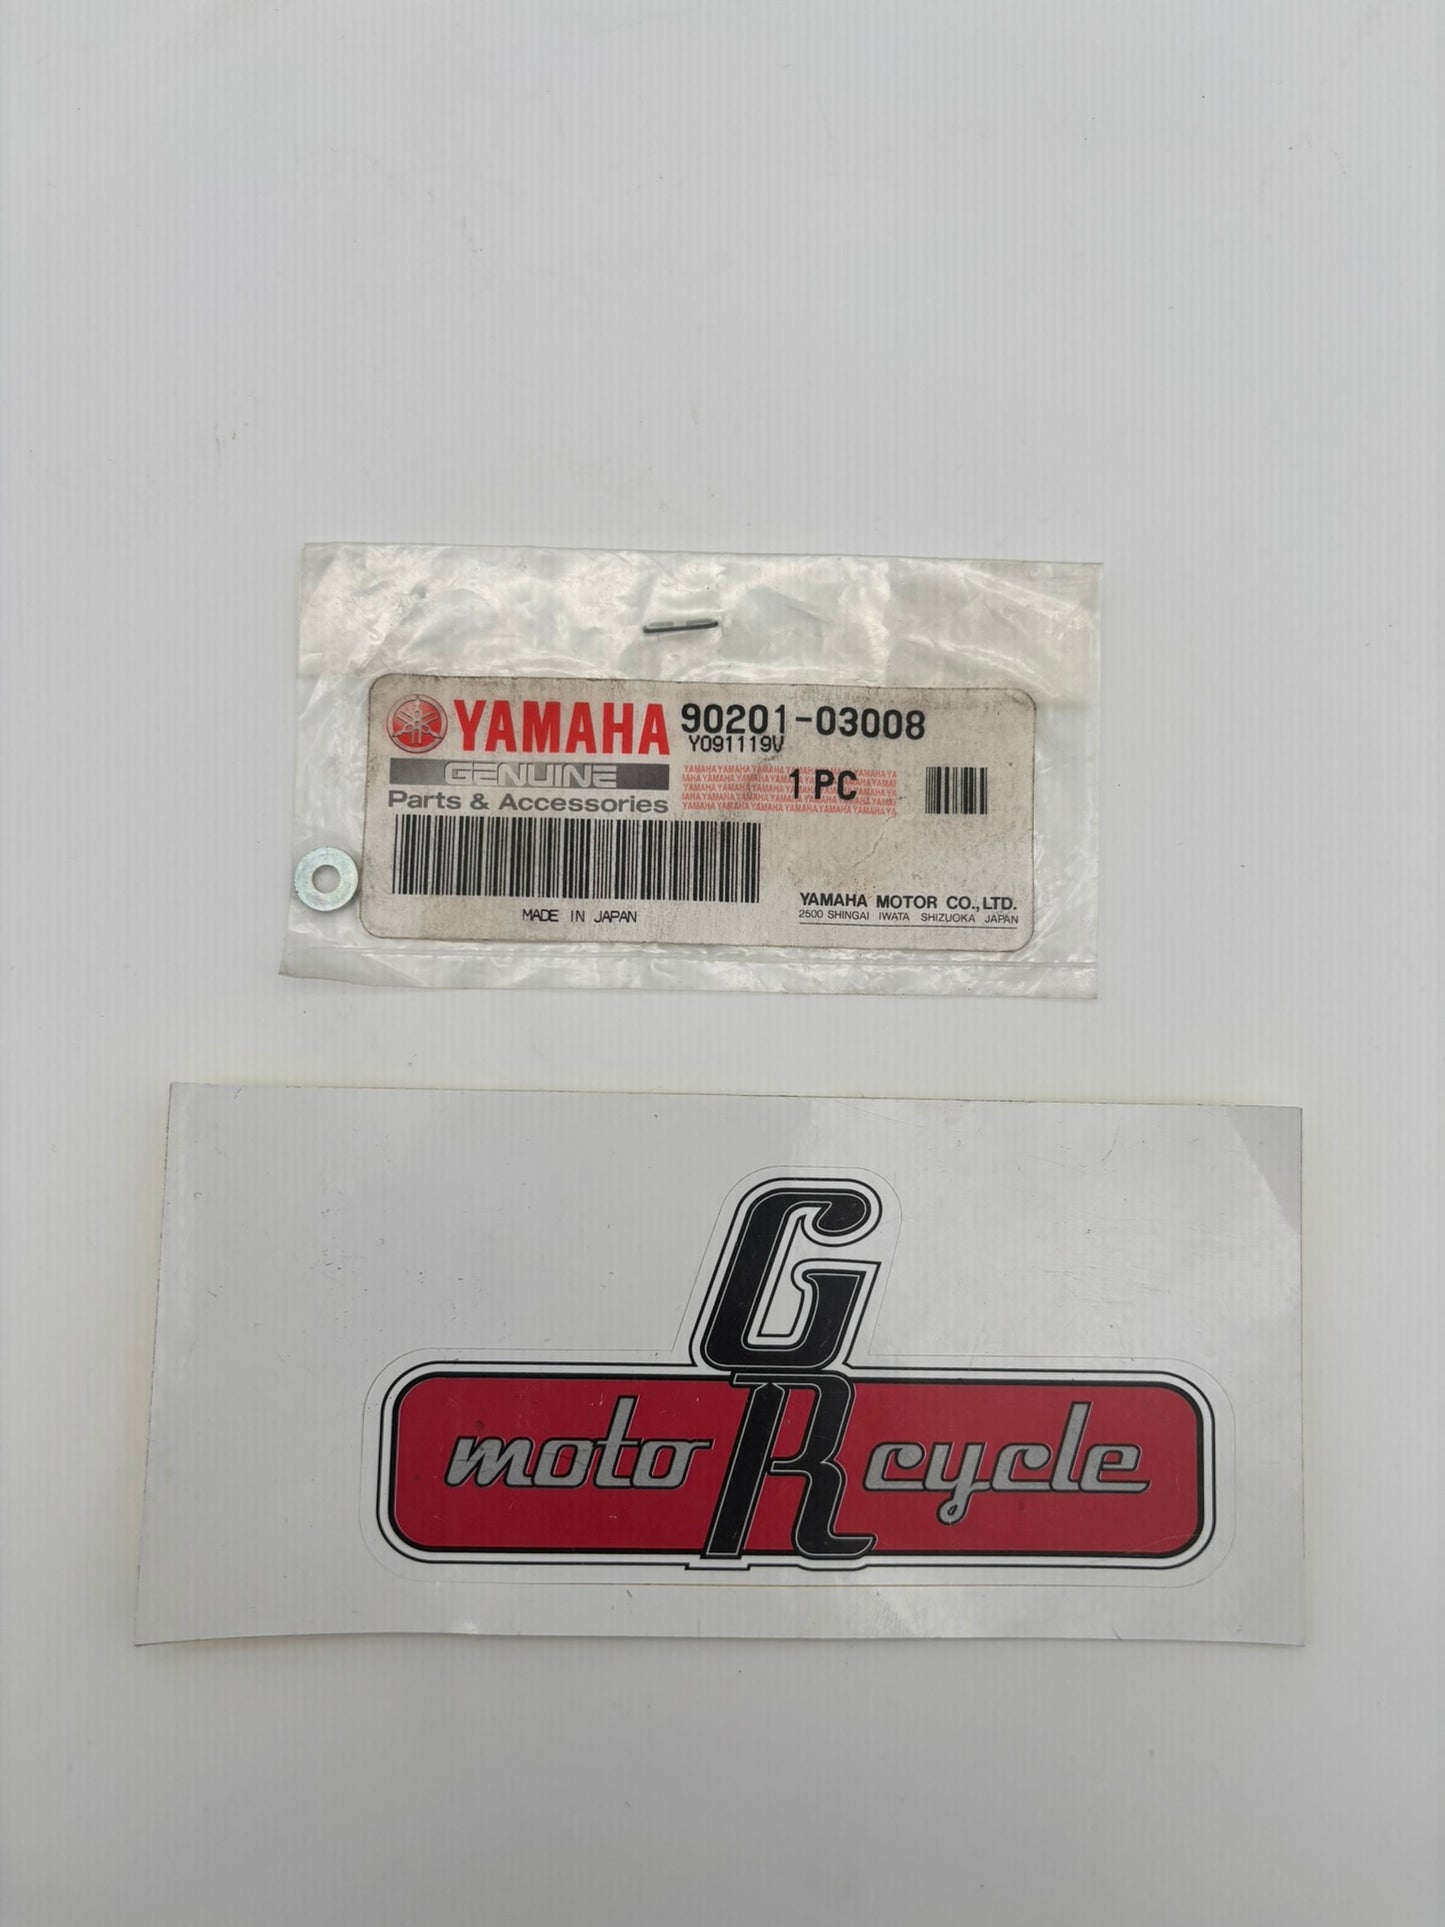 YAMAHA 90201-03008
Y091119V
GENUINE
1 PC
Parts & Accessories
YAMAHA MOTOR CO.,LTD.
2500 SHINGAI IWATA SHIZUOKA JAPAN
MADE IN JAPAN
G
moto R cycle